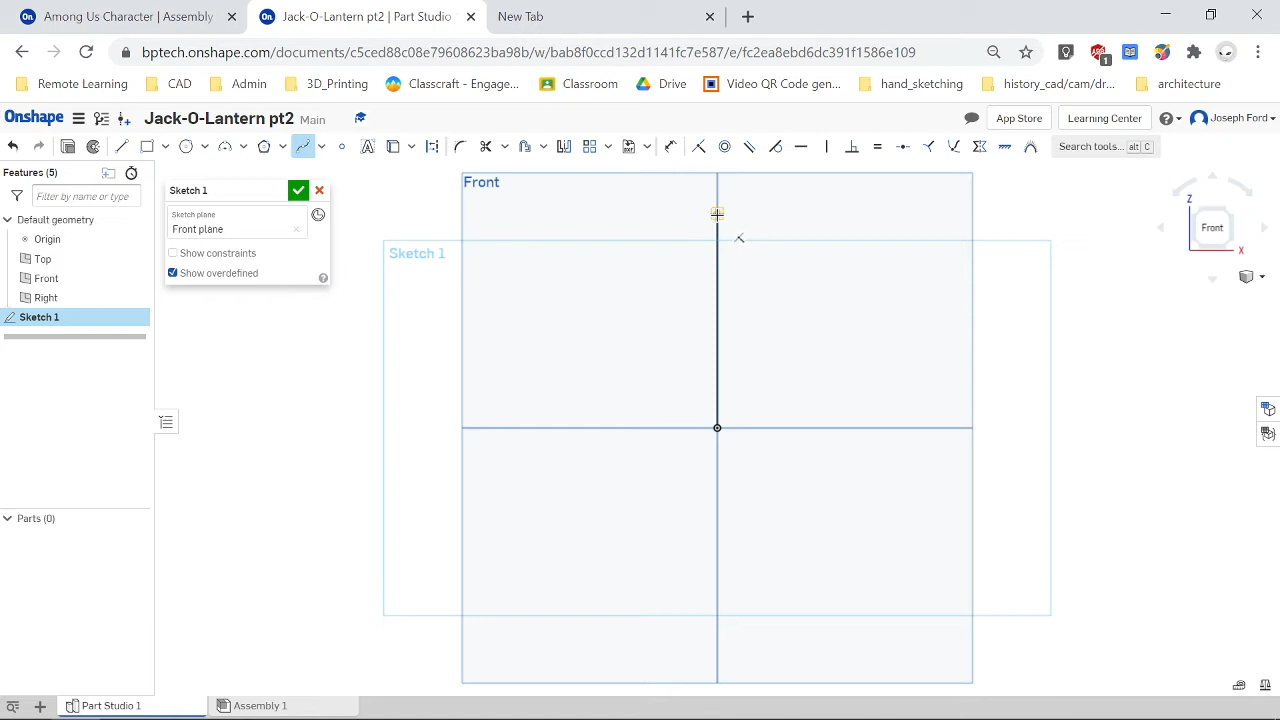 Among Us Character | Assembly
Jack-O-Lantern pt2 | Part Studio
New Tab
bptech.onshape.com/documents/c5ced88c08e79608623ba98b/w/bab8f0ccd132d1141fc7e587/e/fc2ea8ebd6dc391f1586e109
1
Remote Learning
CAD
Admin
3D_Printing
Classcraft - Engage...
Classroom
Drive
Video QR Code gen...
hand_sketching
history_cad/cam/dr...
architecture
Onshape
Jack-O-Lantern pt2 Main
App Store
Learning Center
Joseph Ford
Search tools... alt C
Features (5)
Filter by name or type
Default geometry
Origin
Top
Front
Right
Sketch 1
Parts (0)
Sketch 1
Sketch plane
Front plane
Show constraints
Show overdefined
Front
Sketch 1
Z
Front
X
Part Studio 1
Assembly 1